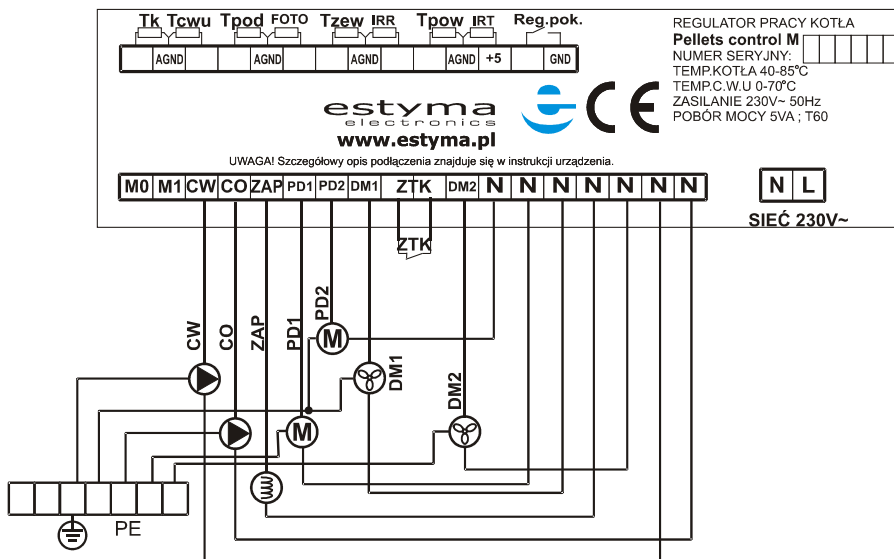 Tk Tcwu Tpod FOTO Tzew IRR Tpow IRT Reg.pok.
AGND AGND AGND AGND +5 GND
REGULATOR PRACY KOTŁA
Pellets control M
NUMER SERYJNY:
TEMP.KOTŁA 40-85°C
TEMP.C.W.U 0-70°C
ZASILANIE 230V~ 50Hz
POBÓR MOCY 5VA ; T60
estyma
electronics
www.estyma.pl
e CE
UWAGA! Szczegółowy opis podłączenia znajduje się w instrukcji urządzenia.
M0 M1 CW CO ZAP PD1 PD2 DM1 ZTK DM2 N N N N N N N
N L
SIEĆ 230V~
ZTK
CW
CO
ZAP
PD1
PD2
M
DM1
DM2
M
PE